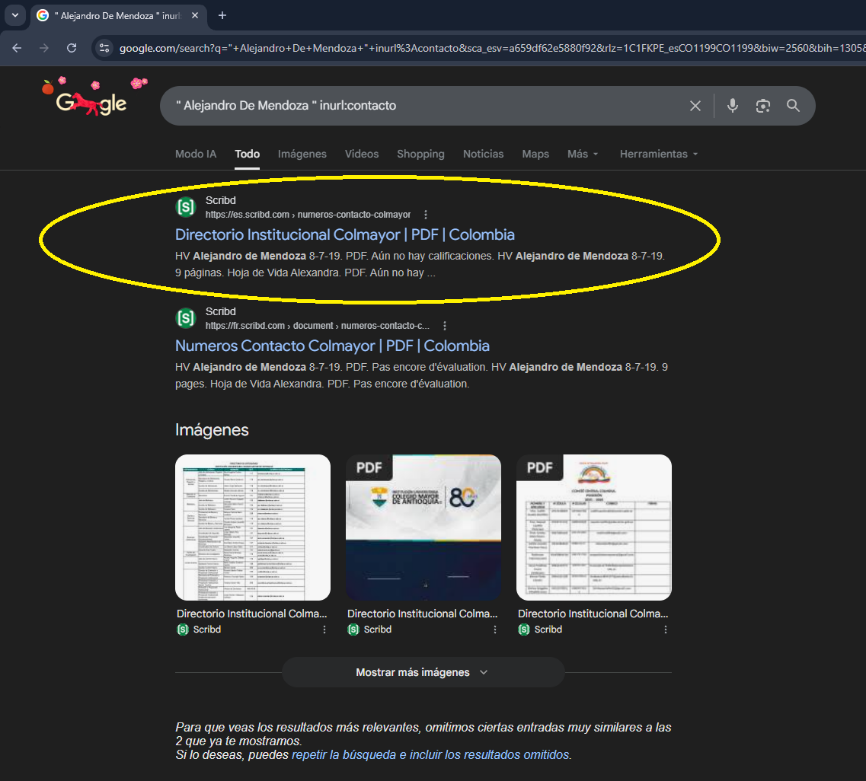 " Alejandro De Mendoza " inurl
google.com/search?q="+Alejandro+De+Mendoza+"+inurl%3Acontacto&sca_esv=a659df62e5880f92&rlz=1C1FKPE_esCO1199CO1199&biw=2560&bih=1305&
Google
" Alejandro De Mendoza " inurl:contacto
Modo IA Todo Imágenes Videos Shopping Noticias Maps Más Herramientas
Scribd
https://es.scribd.com › numeros-contacto-colmayor
Directorio Institucional Colmayor | PDF | Colombia
HV Alejandro de Mendoza 8-7-19. PDF. Aún no hay calificaciones. HV Alejandro de Mendoza 8-7-19.
9 páginas. Hoja de Vida Alexandra. PDF. Aún no hay ...
Scribd
https://fr.scribd.com › document › numeros-contacto-c...
Numeros Contacto Colmayor | PDF | Colombia
HV Alejandro de Mendoza 8-7-19. PDF. Pas encore d'évaluation. HV Alejandro de Mendoza 8-7-19. 9
pages. Hoja de Vida Alexandra. PDF. Pas encore d'évaluation.
Imágenes
PDF
PDF
COLEGIO MAYOR
DE ANTIOQUIA
80
Directorio Institucional Colma... Directorio Institucional Colma... Directorio Institucional Colma...
Scribd Scribd Scribd
Mostrar más imágenes
Para que veas los resultados más relevantes, omitimos ciertas entradas muy similares a las
2 que ya te mostramos.
Si lo deseas, puedes repetir la búsqueda e incluir los resultados omitidos.